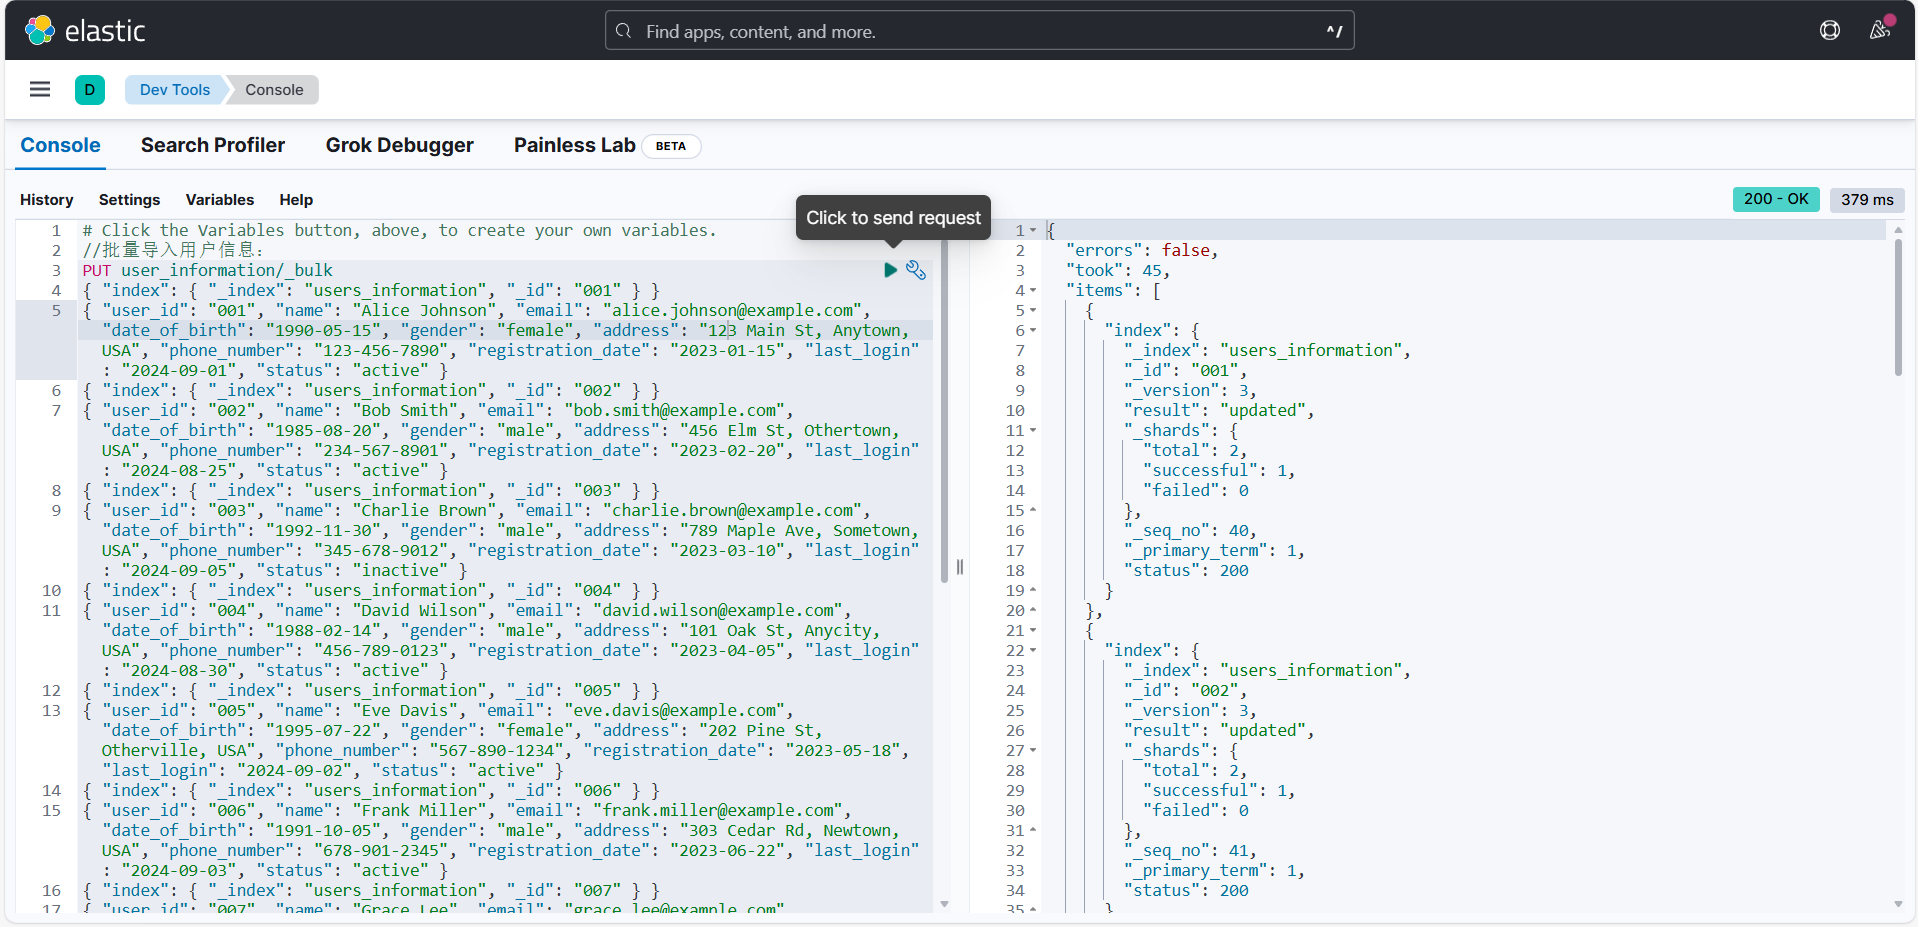 elastic
Find apps, content, and more.
^/
D
Dev Tools
Console
Console
Search Profiler
Grok Debugger
Painless Lab
BETA
History
Settings
Variables
Help
Click to send request
200 - OK
379 ms
1 # Click the Variables button, above, to create your own variables.
2 //批量导入用户信息：
3 PUT user_information/_bulk
4 { "index": { "_index": "users_information", "_id": "001" } }
5 { "user_id": "001", "name": "Alice Johnson", "email": "alice.johnson@example.com",
"date_of_birth": "1990-05-15", "gender": "female", "address": "123 Main St, Anytown,
USA", "phone_number": "123-456-7890", "registration_date": "2023-01-15", "last_login"
: "2024-09-01", "status": "active" }
6 { "index": { "_index": "users_information", "_id": "002" } }
7 { "user_id": "002", "name": "Bob Smith", "email": "bob.smith@example.com",
"date_of_birth": "1985-08-20", "gender": "male", "address": "456 Elm St, Othertown,
USA", "phone_number": "234-567-8901", "registration_date": "2023-02-20", "last_login"
: "2024-08-25", "status": "active" }
8 { "index": { "_index": "users_information", "_id": "003" } }
9 { "user_id": "003", "name": "Charlie Brown", "email": "charlie.brown@example.com",
"date_of_birth": "1992-11-30", "gender": "male", "address": "789 Maple Ave, Sometown,
USA", "phone_number": "345-678-9012", "registration_date": "2023-03-10", "last_login"
: "2024-09-05", "status": "inactive" }
10 { "index": { "_index": "users_information", "_id": "004" } }
11 { "user_id": "004", "name": "David Wilson", "email": "david.wilson@example.com",
"date_of_birth": "1988-02-14", "gender": "male", "address": "101 Oak St, Anycity,
USA", "phone_number": "456-789-0123", "registration_date": "2023-04-05", "last_login"
: "2024-08-30", "status": "active" }
12 { "index": { "_index": "users_information", "_id": "005" } }
13 { "user_id": "005", "name": "Eve Davis", "email": "eve.davis@example.com",
"date_of_birth": "1995-07-22", "gender": "female", "address": "202 Pine St,
Otherville, USA", "phone_number": "567-890-1234", "registration_date": "2023-05-18",
"last_login": "2024-09-02", "status": "active" }
14 { "index": { "_index": "users_information", "_id": "006" } }
15 { "user_id": "006", "name": "Frank Miller", "email": "frank.miller@example.com",
"date_of_birth": "1991-10-05", "gender": "male", "address": "303 Cedar Rd, Newtown,
USA", "phone_number": "678-901-2345", "registration_date": "2023-06-22", "last_login"
: "2024-09-03", "status": "active" }
16 { "index": { "_index": "users_information", "_id": "007" } }
17 { "user_id": "007", "name": "Grace Lee", "email": "grace.lee@example.com"
1 {
2 "errors": false,
3 "took": 45,
4 "items": [
5 {
6 "index": {
7 "_index": "users_information",
8 "_id": "001",
9 "_version": 3,
10 "result": "updated",
11 "_shards": {
12 "total": 2,
13 "successful": 1,
14 "failed": 0
15 },
16 "_seq_no": 40,
17 "_primary_term": 1,
18 "status": 200
19 }
20 },
21 {
22 "index": {
23 "_index": "users_information",
24 "_id": "002",
25 "_version": 3,
26 "result": "updated",
27 "_shards": {
28 "total": 2,
29 "successful": 1,
30 "failed": 0
31 },
32 "_seq_no": 41,
33 "_primary_term": 1,
34 "status": 200
35 }